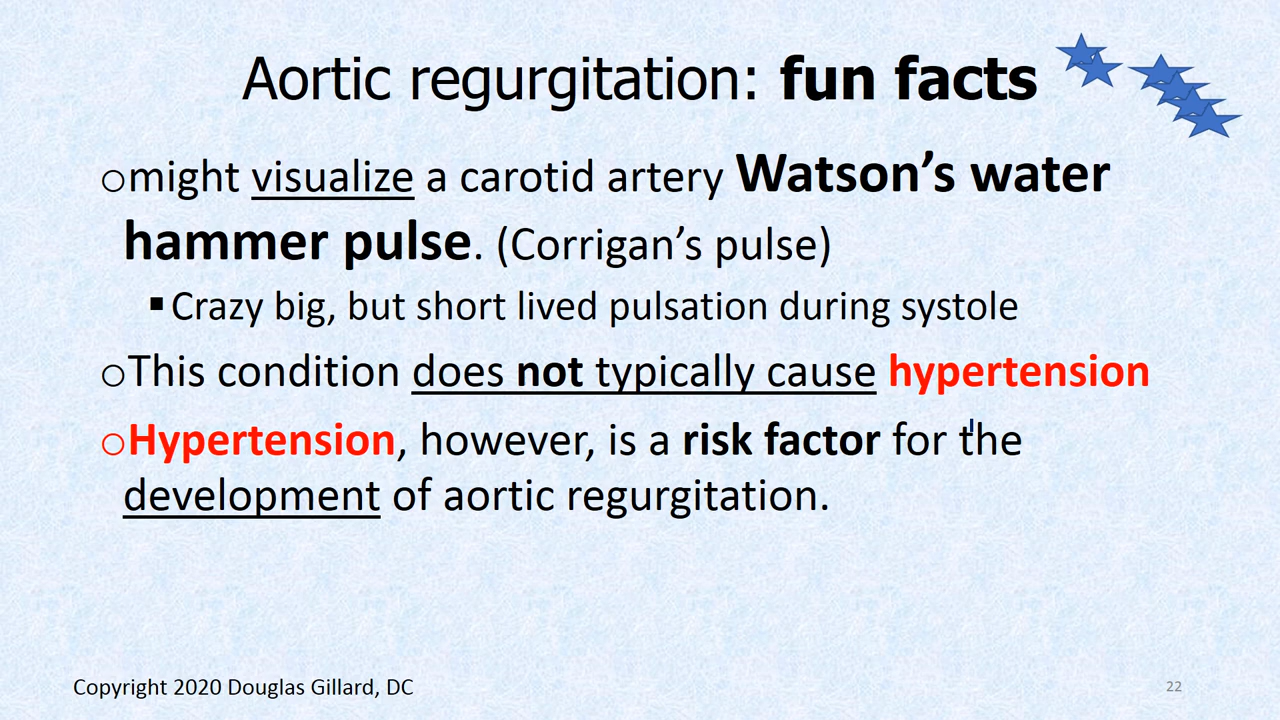 Aortic regurgitation: fun facts
might visualize a carotid artery Watson’s water
hammer pulse. (Corrigan’s pulse)
Crazy big, but short lived pulsation during systole
This condition does not typically cause hypertension
Hypertension, however, is a risk factor for the
development of aortic regurgitation.
Copyright 2020 Douglas Gillard, DC
22